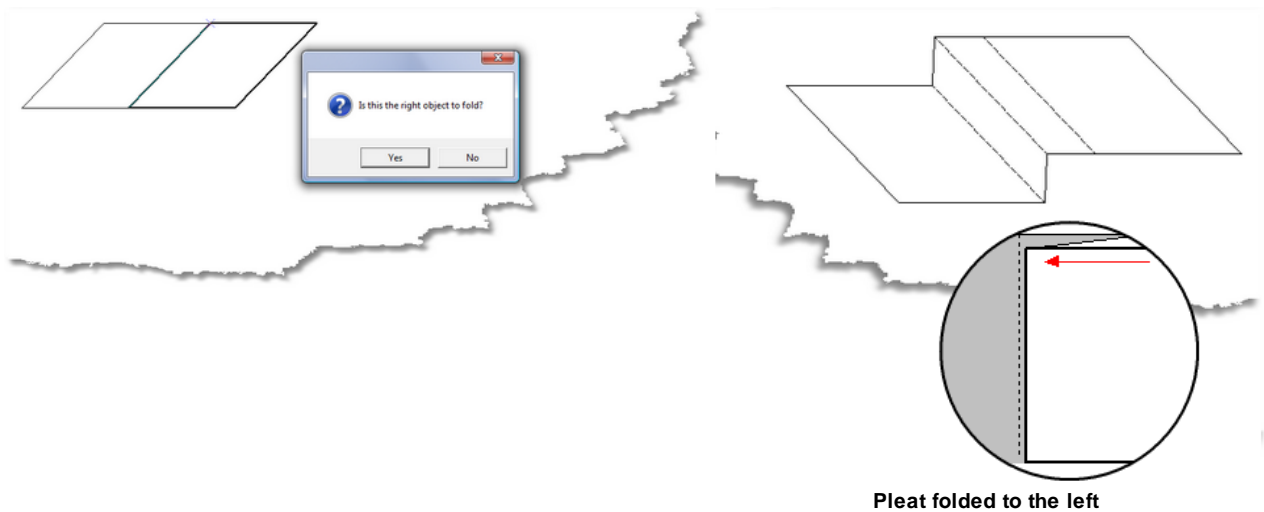 Is this the right object to fold?
Yes
No
Pleat folded to the left